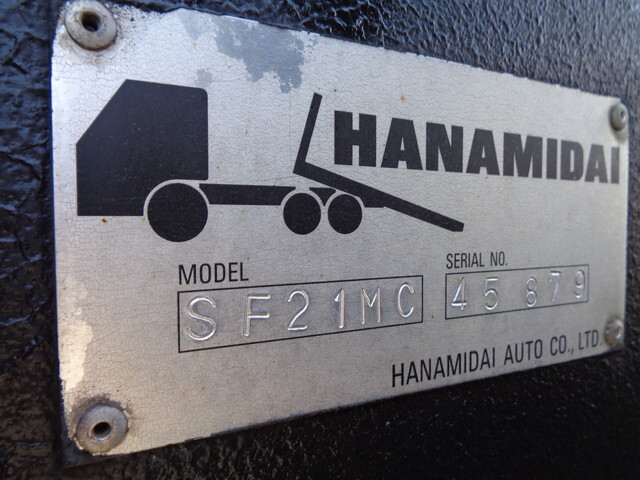 HANAMIDAI
MODEL
SF21MC
SERIAL NO.
45879
HANAMIDAI AUTO CO., LTD.